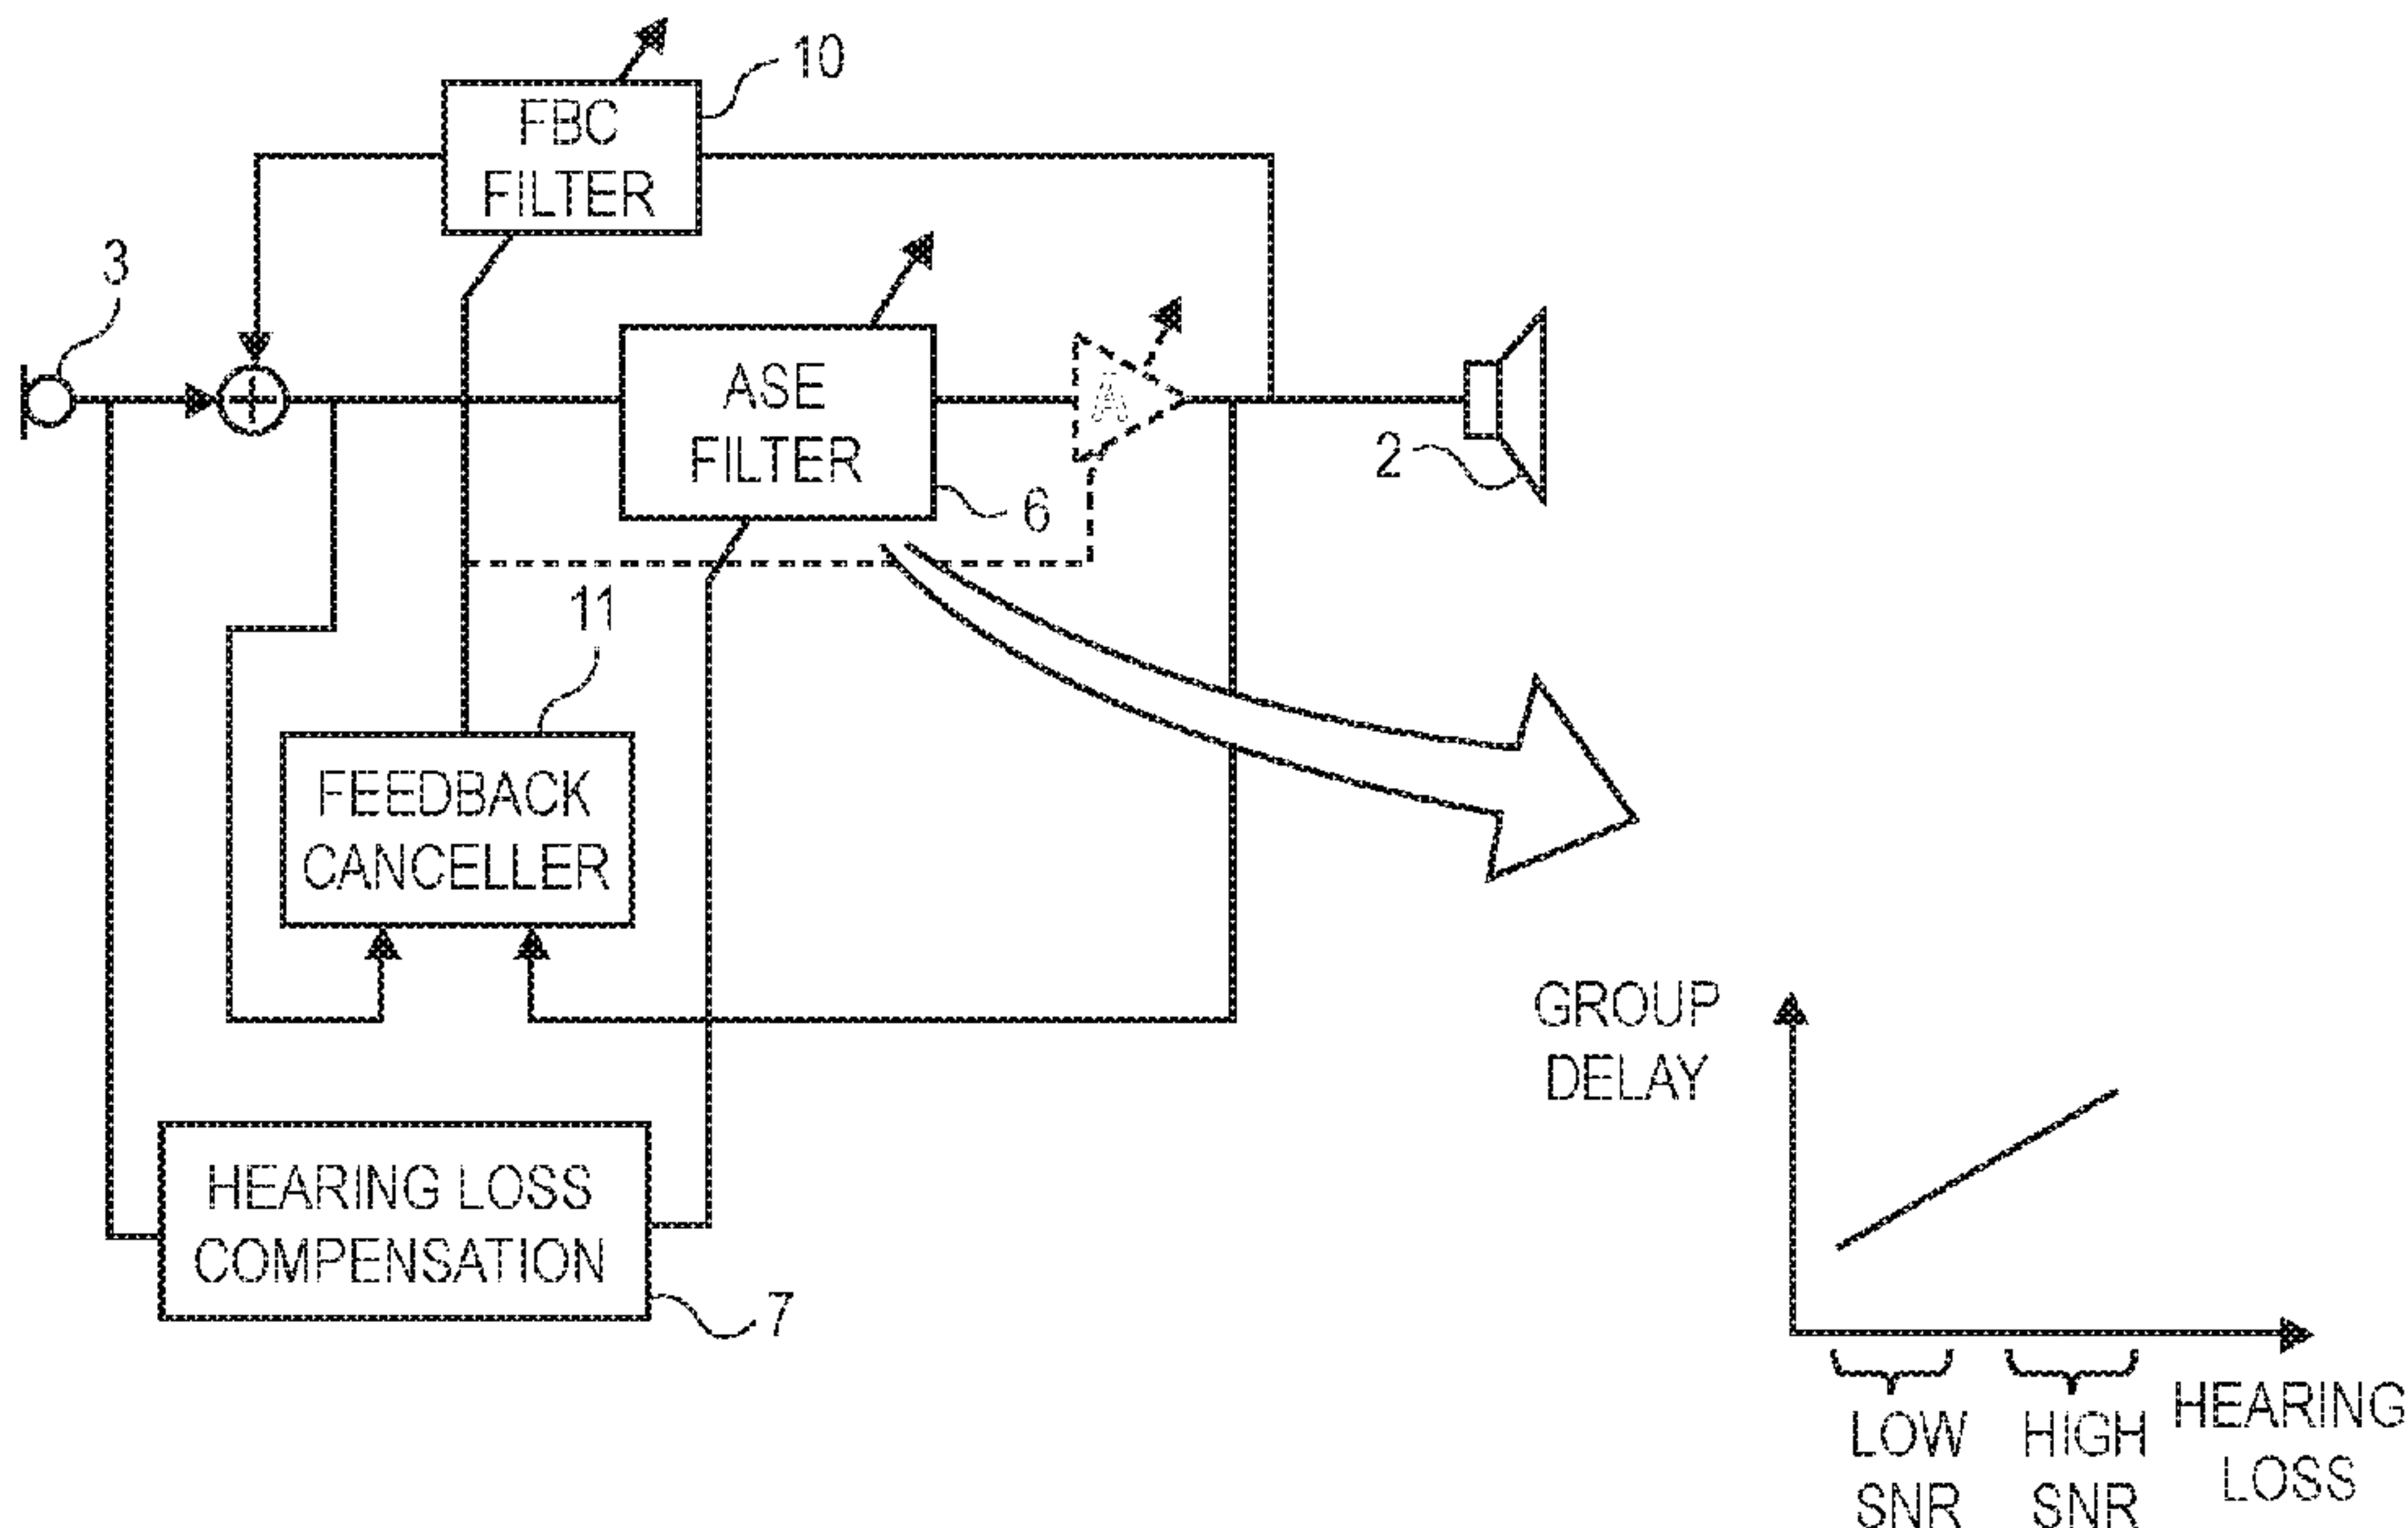 10
FBC
FILTER
3
ASE
FILTER
A
2
6
11
FEEDBACK
CANCELLER
GROUP
DELAY
HEARING LOSS
COMPENSATION
7
LOW
SNR
HIGH
SNR
HEARING
LOSS